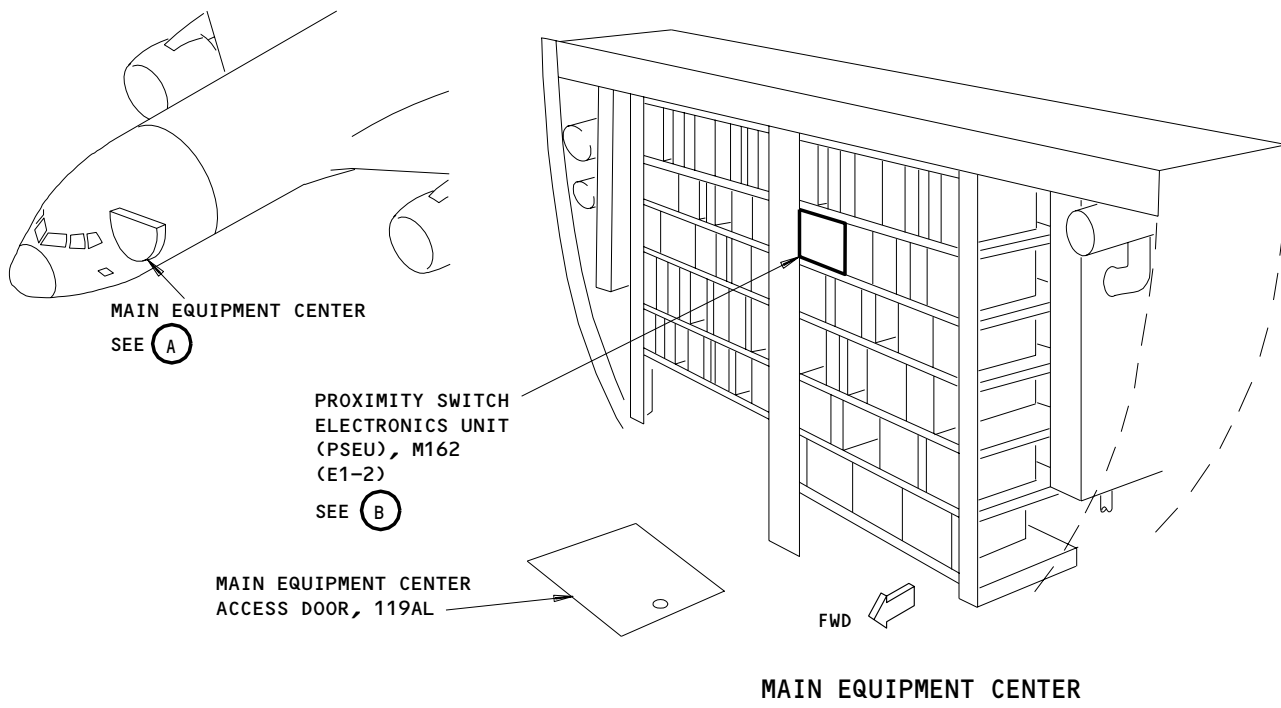 MAIN EQUIPMENT CENTER
SEE A
PROXIMITY SWITCH
ELECTRONICS UNIT
(PSEU), M162
(E1-2)
SEE B
MAIN EQUIPMENT CENTER
ACCESS DOOR, 119AL
FWD
MAIN EQUIPMENT CENTER